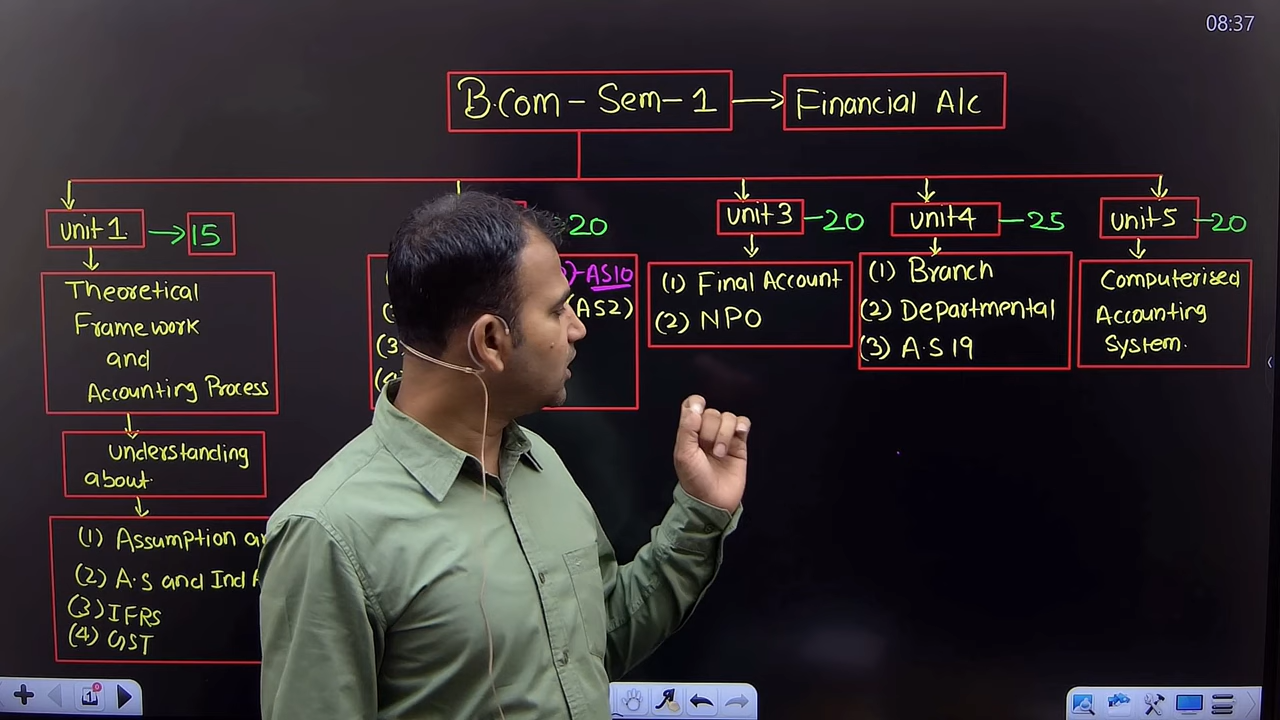 08:37
B.Com - Sem - 1 → Financial A/c
unit 1. → 15
20
unit 3 - 20
unit 4 - 25
unit 5 - 20
Theoretical
Framework
and
Accounting Process
understanding
about.
(1) Assumption
(2) A.S and Ind
(3) IFRS
(4) GST
)-AS10
(AS2)
(3)
(1) Final Account
(2) NPO
(1) Branch
(2) Departmental
(3) A.S 19
Computerised
Accounting
System.